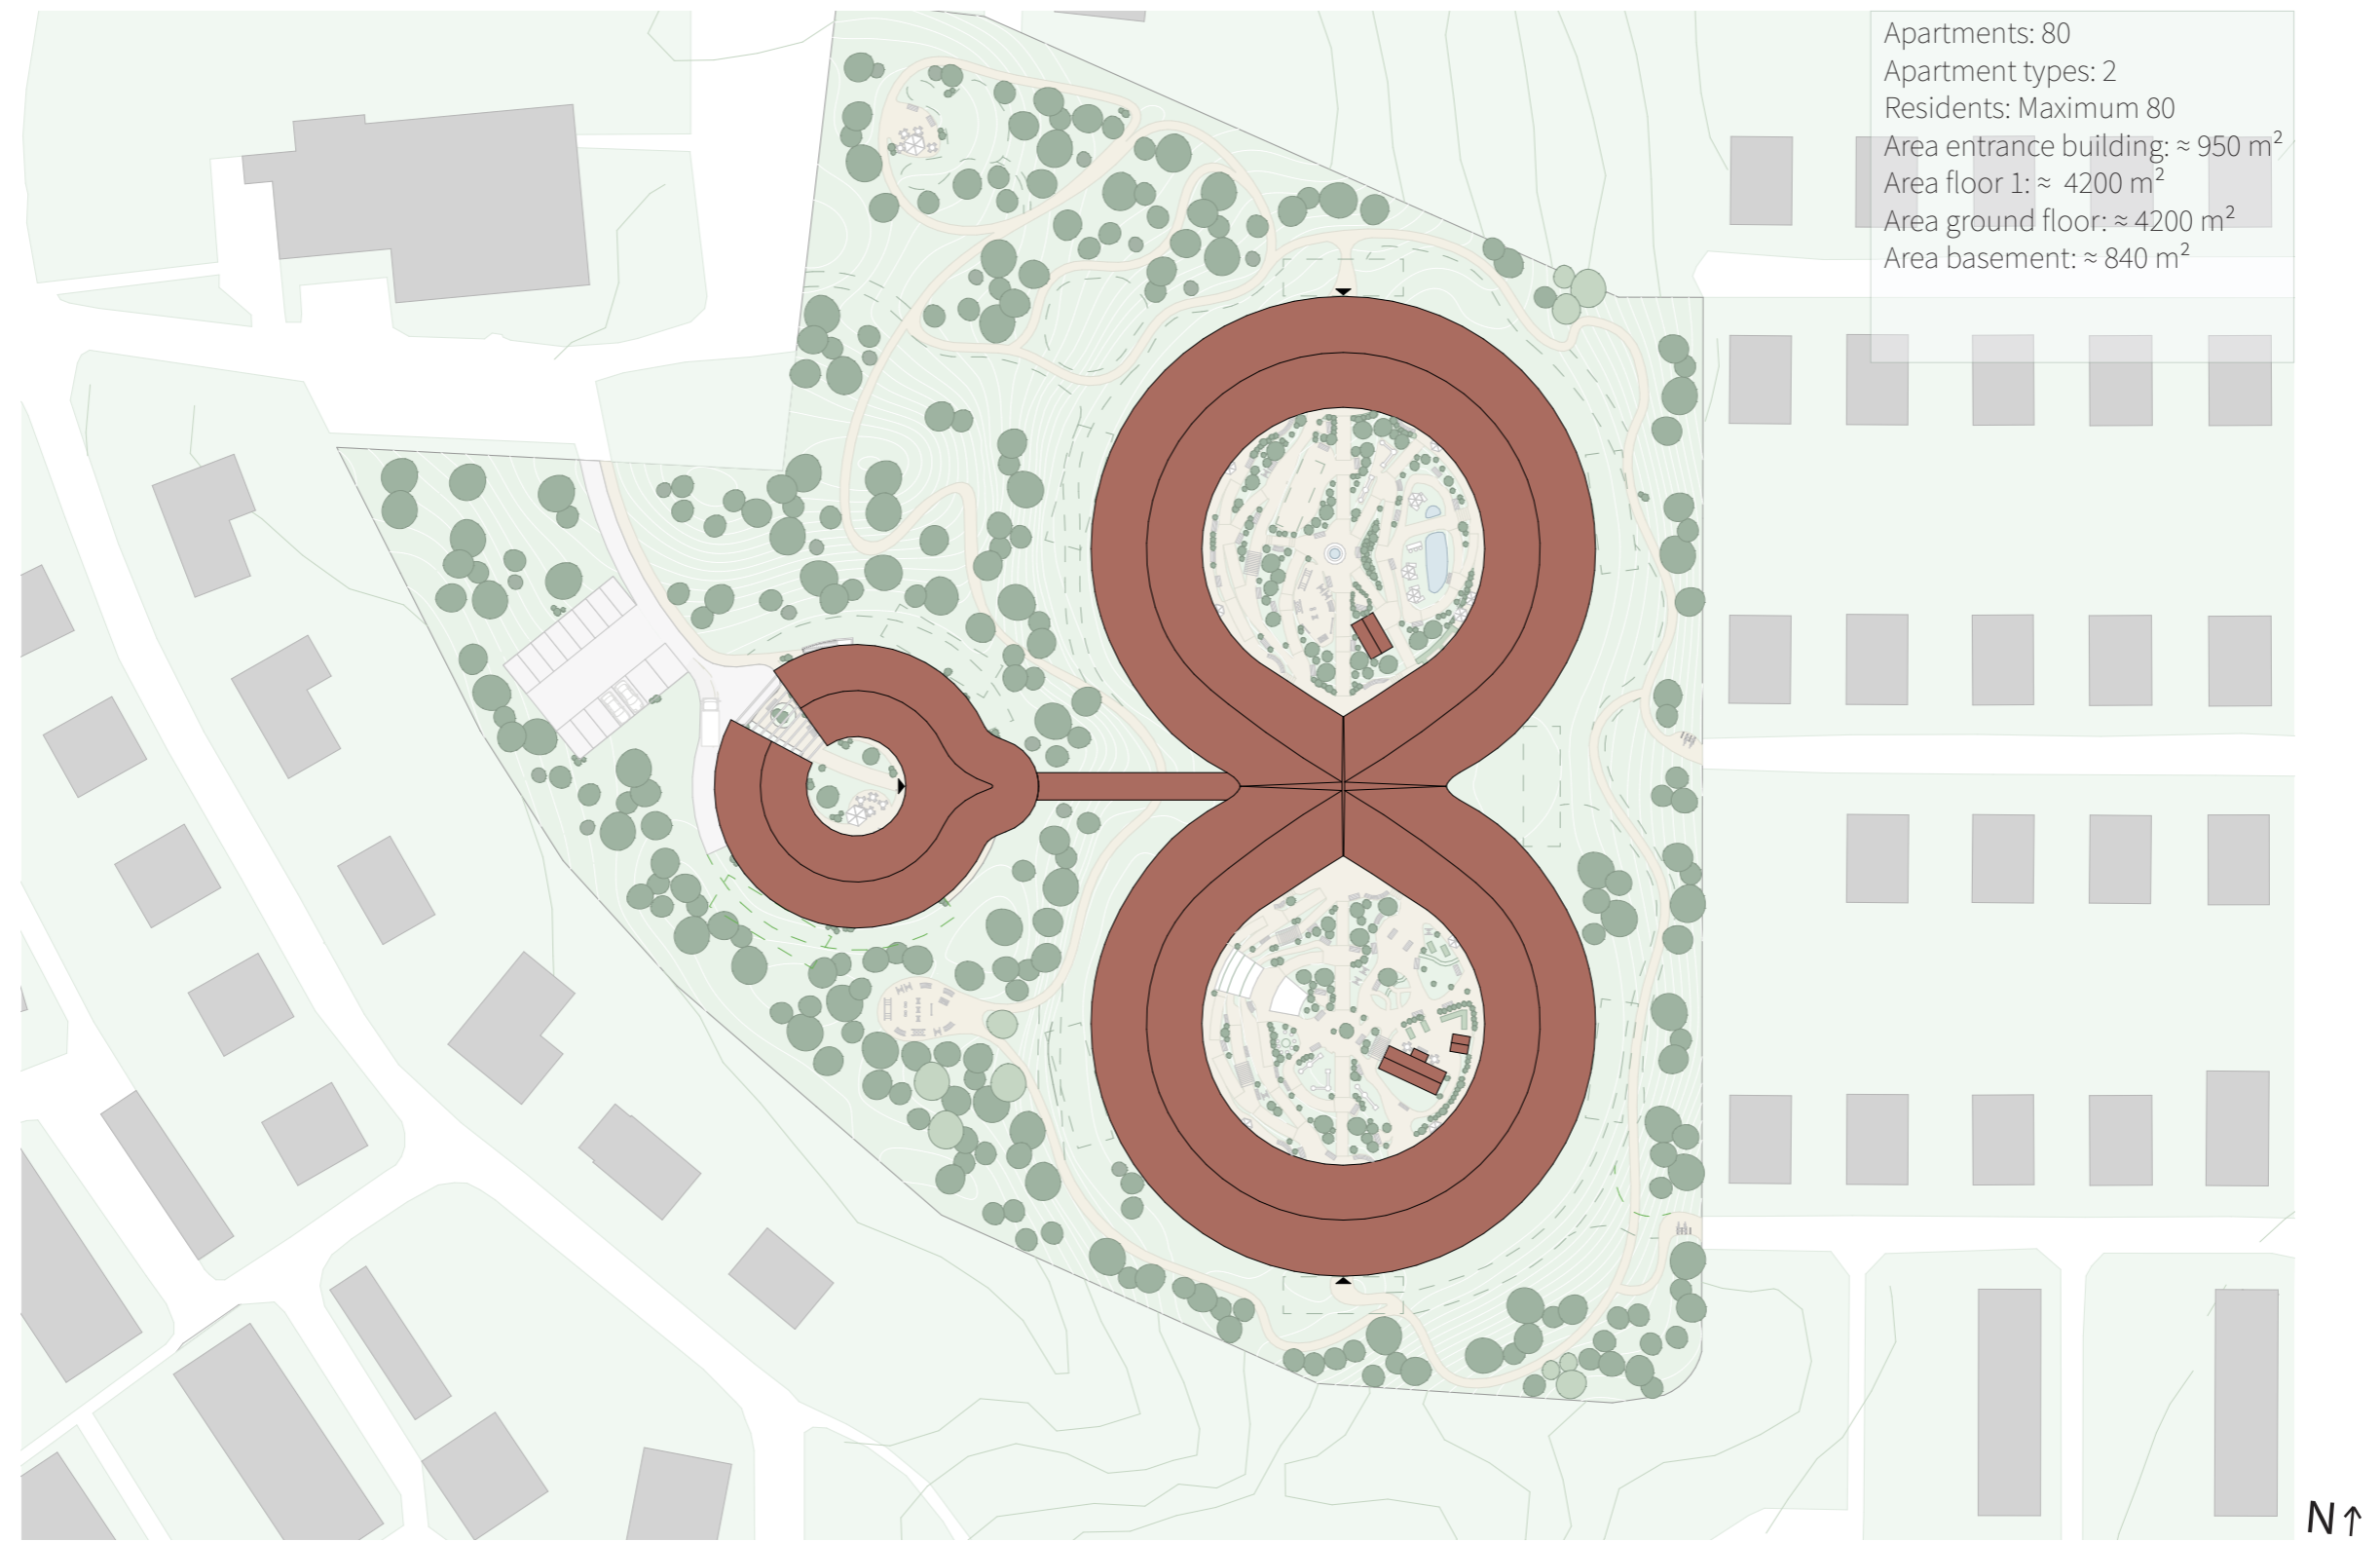 Apartments: 80
Apartment types: 2
Residents: Maximum 80
Area entrance building: ≈ 950 m²
Area floor 1: ≈ 4200 m²
Area ground floor: ≈ 4200 m²
Area basement: ≈ 840 m²
N↑